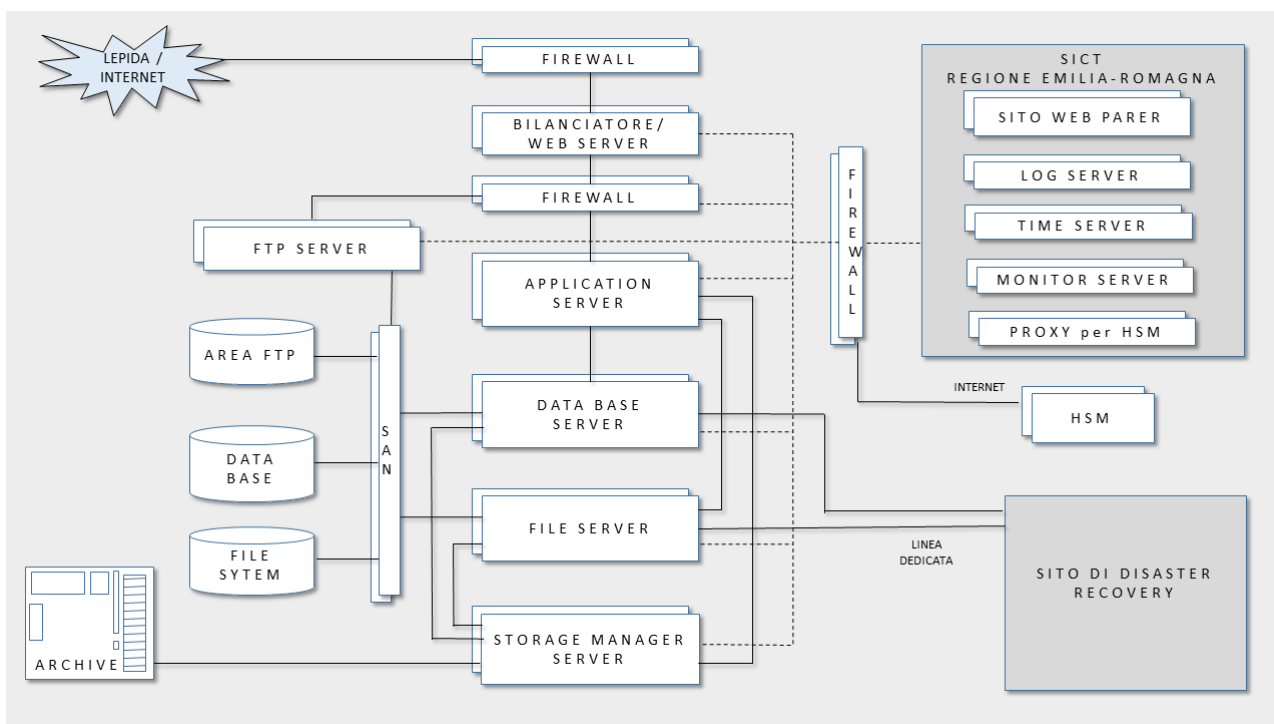 LEPIDA /
INTERNET
FIREWALL
BILANCIATORE/
WEB SERVER
FIREWALL
FTP SERVER
APPLICATION
SERVER
AREA FTP
DATA
BASE
FILE
SYTEM
SAN
DATA BASE
SERVER
FILE SERVER
STORAGE MANAGER
SERVER
ARCHIVE
FIREWALL
SICT
REGIONE EMILIA-ROMAGNA
SITO WEB PARER
LOG SERVER
TIME SERVER
MONITOR SERVER
PROXY per HSM
INTERNET
HSM
LINEA
DEDICATA
SITO DI DISASTER
RECOVERY